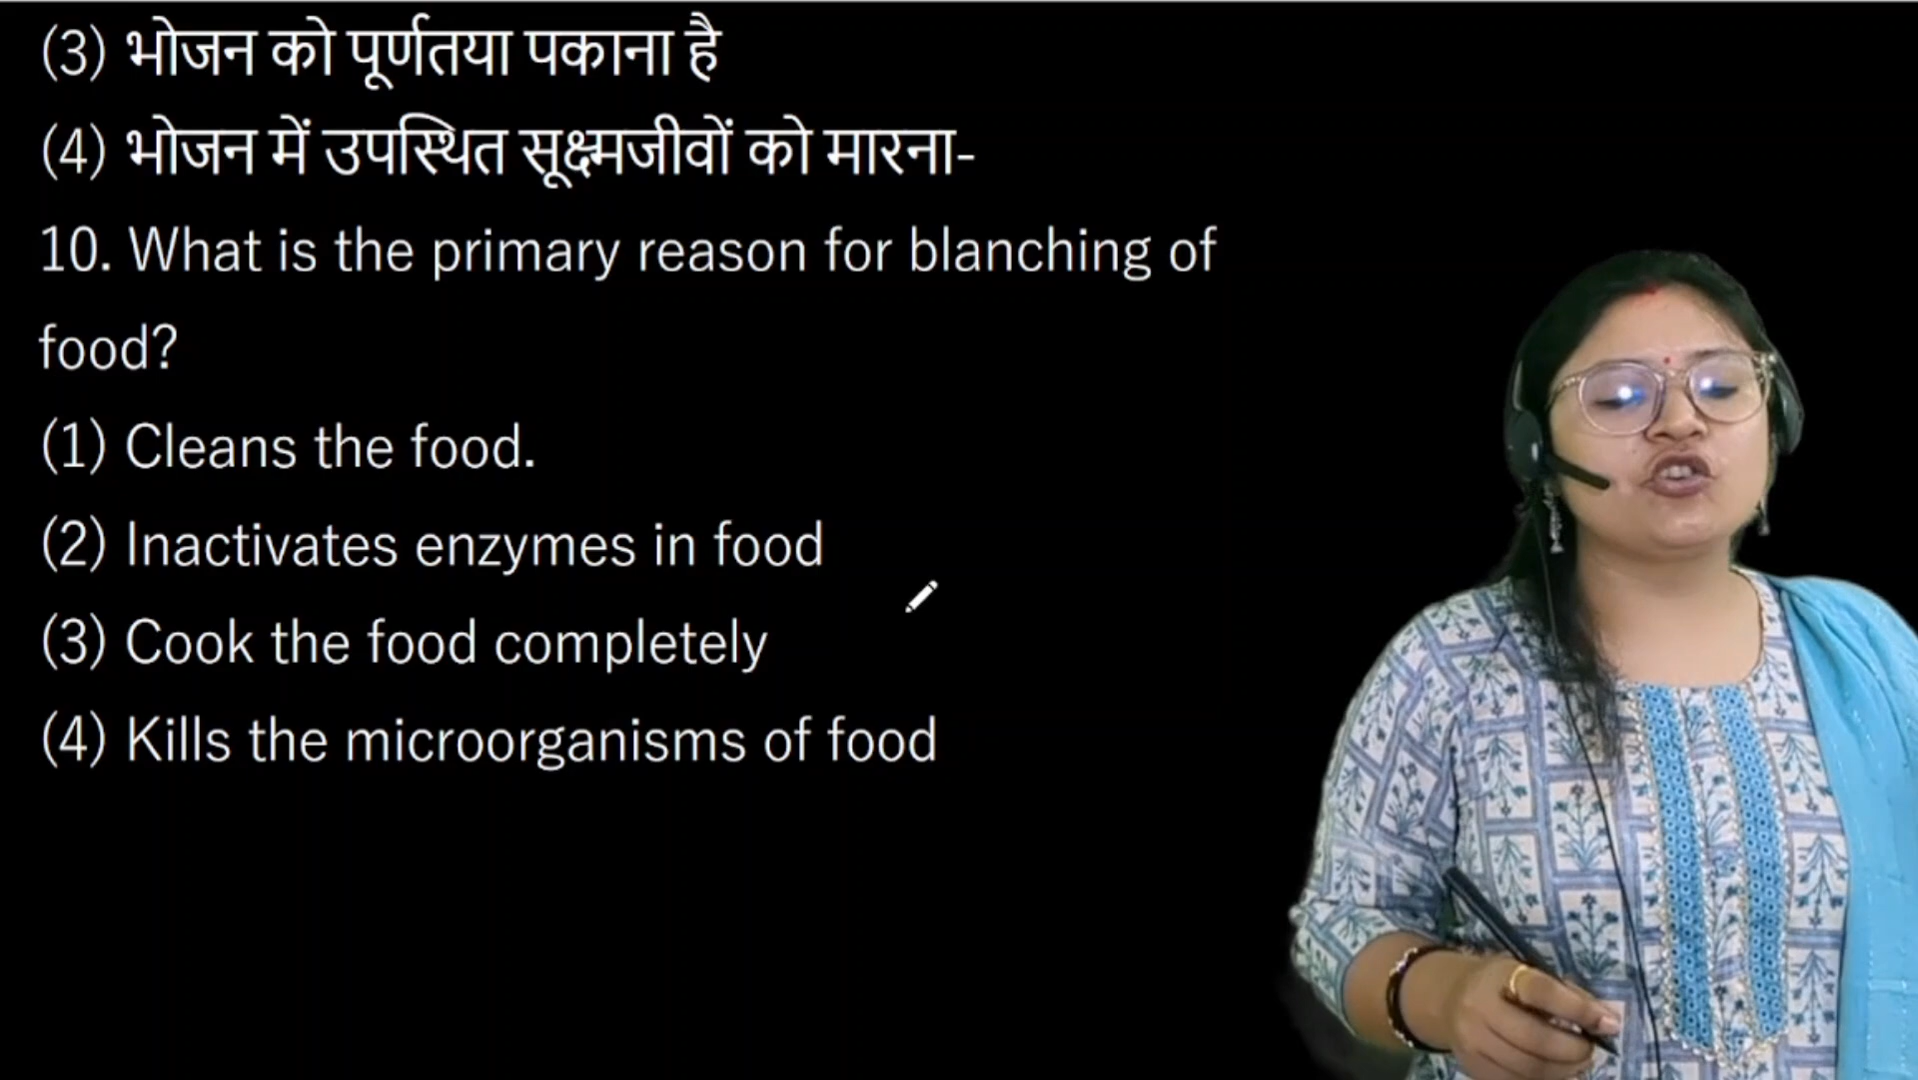 (3) भोजन को पूर्णतया पकाना है
(4) भोजन में उपस्थित सूक्ष्मजीवों को मारना-
10. What is the primary reason for blanching of
food?
(1) Cleans the food.
(2) Inactivates enzymes in food
(3) Cook the food completely
(4) Kills the microorganisms of food